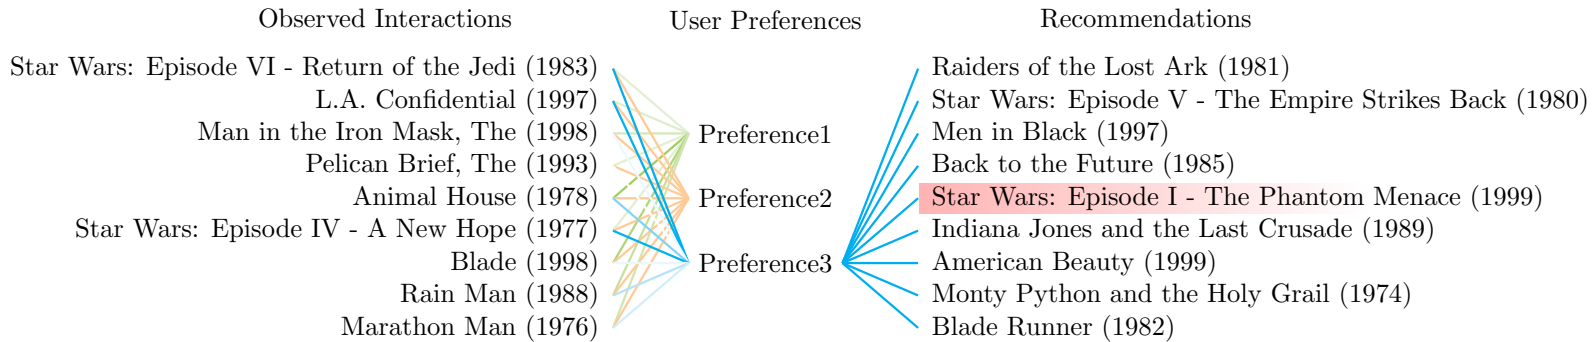 Observed Interactions
User Preferences
Recommendations
Star Wars: Episode VI - Return of the Jedi (1983)
L.A. Confidential (1997)
Man in the Iron Mask, The (1998)
Pelican Brief, The (1993)
Animal House (1978)
Star Wars: Episode IV - A New Hope (1977)
Blade (1998)
Rain Man (1988)
Marathon Man (1976)
Preference1
Preference2
Preference3
Raiders of the Lost Ark (1981)
Star Wars: Episode V - The Empire Strikes Back (1980)
Men in Black (1997)
Back to the Future (1985)
Star Wars: Episode I - The Phantom Menace (1999)
Indiana Jones and the Last Crusade (1989)
American Beauty (1999)
Monty Python and the Holy Grail (1974)
Blade Runner (1982)